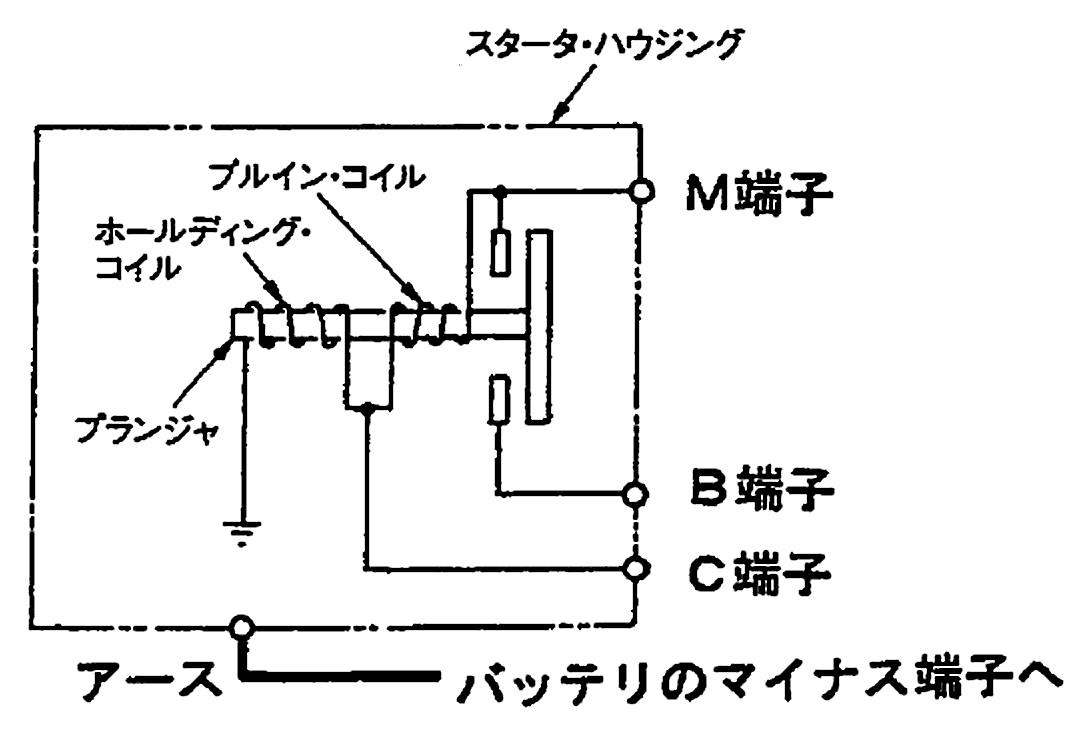 スタータ・ハウジング
プルイン・コイル
M端子
ホールディング・
コイル
プランジャ
B端子
C端子
アース
バッテリのマイナス端子へ